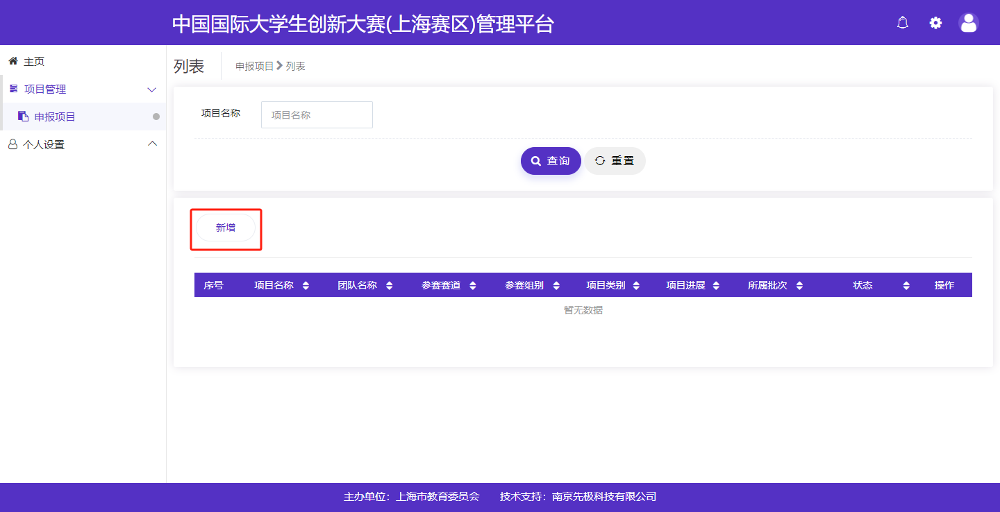 中国国际大学生创新大赛(上海赛区)管理平台
主页
项目管理
申报项目
个人设置
列表 申报项目 列表
项目名称 项目名称
查询 重置
新增
序号 项目名称 团队名称 参赛赛道 参赛组别 项目类别 项目进展 所属批次 状态 操作
暂无数据
主办单位：上海市教育委员会 技术支持：南京先极科技有限公司